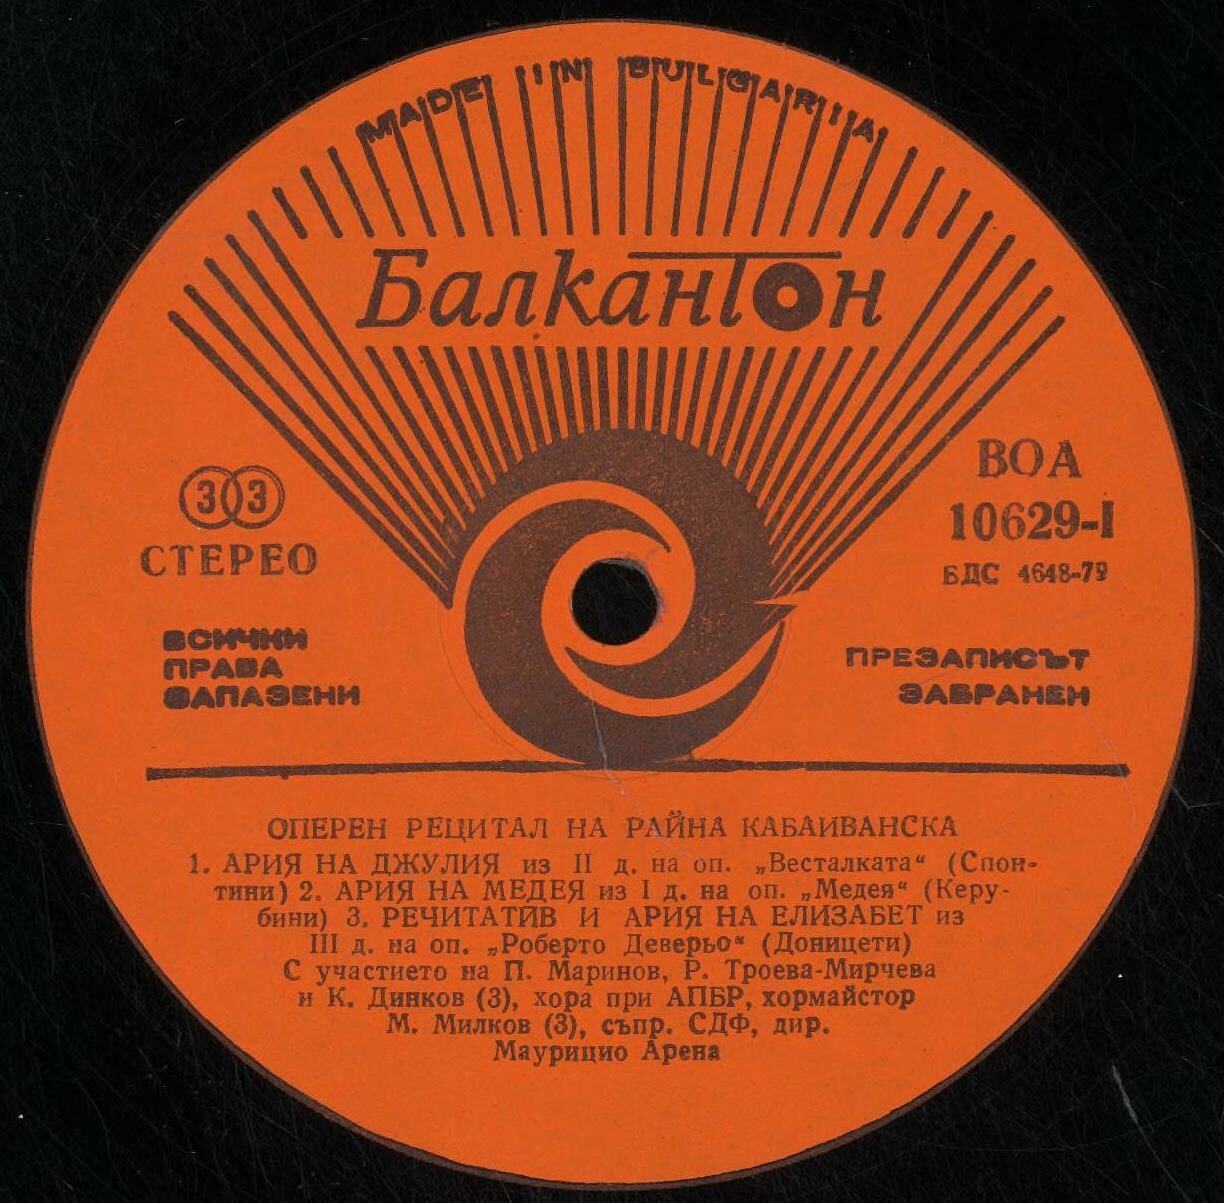 MADE IN BULGARIA
Балкантон
33
СТЕРЕО
ВОА
10629-I
БДС 4648-79
ВСИЧКИ
ПРАВА
ЗАПАЗЕНИ
ПРЕЗАПИСЪТ
ЗАБРАНЕН
ОПЕРЕН РЕЦИТАЛ НА РАЙНА КАБАИВАНСКА
1. АРИЯ НА ДЖУЛИЯ из II д. на оп. „Весталката“ (Спон-
тини) 2. АРИЯ НА МЕДЕЯ из I д. на оп. „Медея“ (Керу-
бини) 3. РЕЧИТАТИВ И АРИЯ НА ЕЛИЗАБЕТ из
III д. на оп. „Роберто Деверьо“ (Доницети)
С участието на П. Маринов, Р. Троева-Мирчева
и К. Динков (3), хора при АПБР, хормайстор
М. Милков (3), съпр. СДФ, дир.
Маурицио Арена